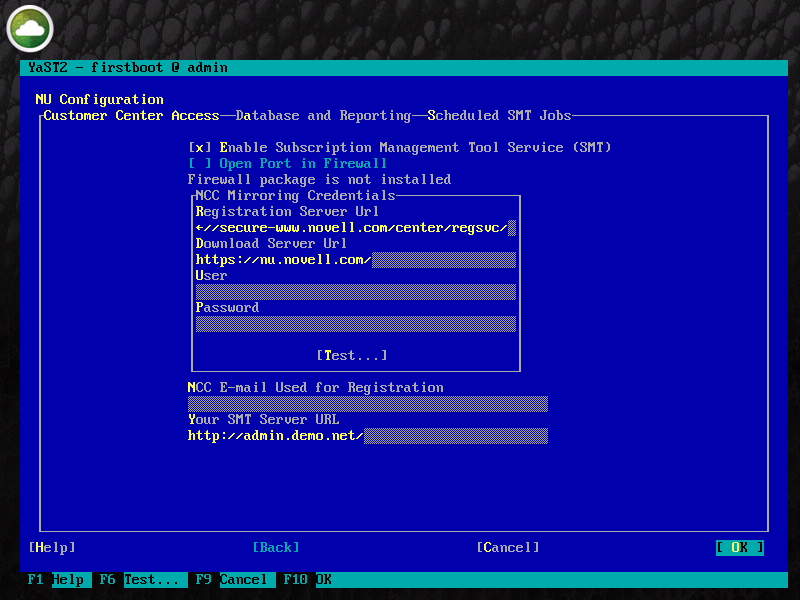 YaST2 - firstboot @ admin
NU Configuration
Customer Center Access──Database and Reporting──Scheduled SMT Jobs
[x] Enable Subscription Management Tool Service (SMT)
[ ] Open Port in Firewall
Firewall package is not installed
NCC Mirroring Credentials
Registration Server Url
←//secure-www.novell.com/center/regsvc/
Download Server Url
https://nu.novell.com/
User
Password
[Test...]
NCC E-mail Used for Registration
Your SMT Server URL
http://admin.demo.net/
[Help] [Back] [Cancel] [ OK ]
F1 Help F6 Test... F9 Cancel F10 OK